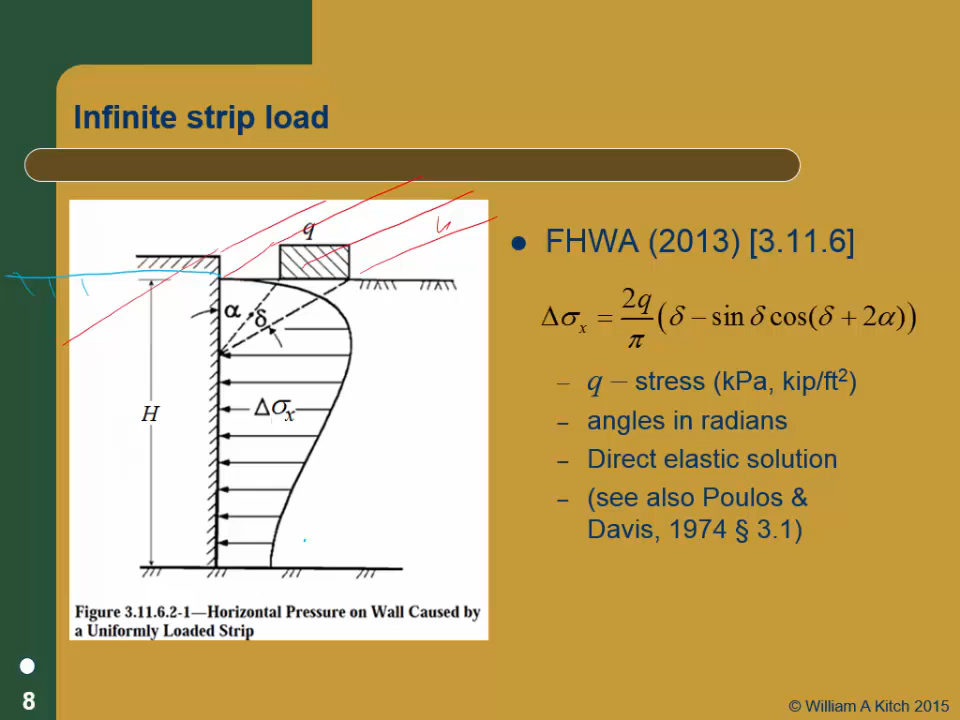 Infinite strip load
q
α
δ
H
Δσx
Figure 3.11.6.2-1—Horizontal Pressure on Wall Caused by
a Uniformly Loaded Strip
● FHWA (2013) [3.11.6]
Δσx = 2q/π (δ − sin δ cos(δ + 2α))
– q – stress (kPa, kip/ft²)
– angles in radians
– Direct elastic solution
– (see also Poulos &
Davis, 1974 § 3.1)
8
© William A Kitch 2015